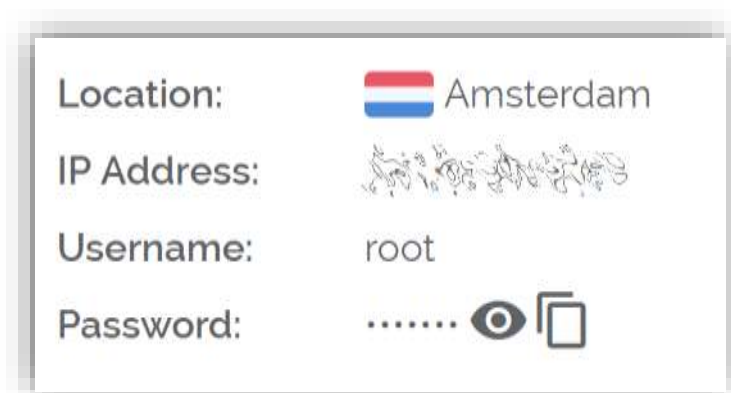 Location: Amsterdam
IP Address:
Username: root
Password: •••••••